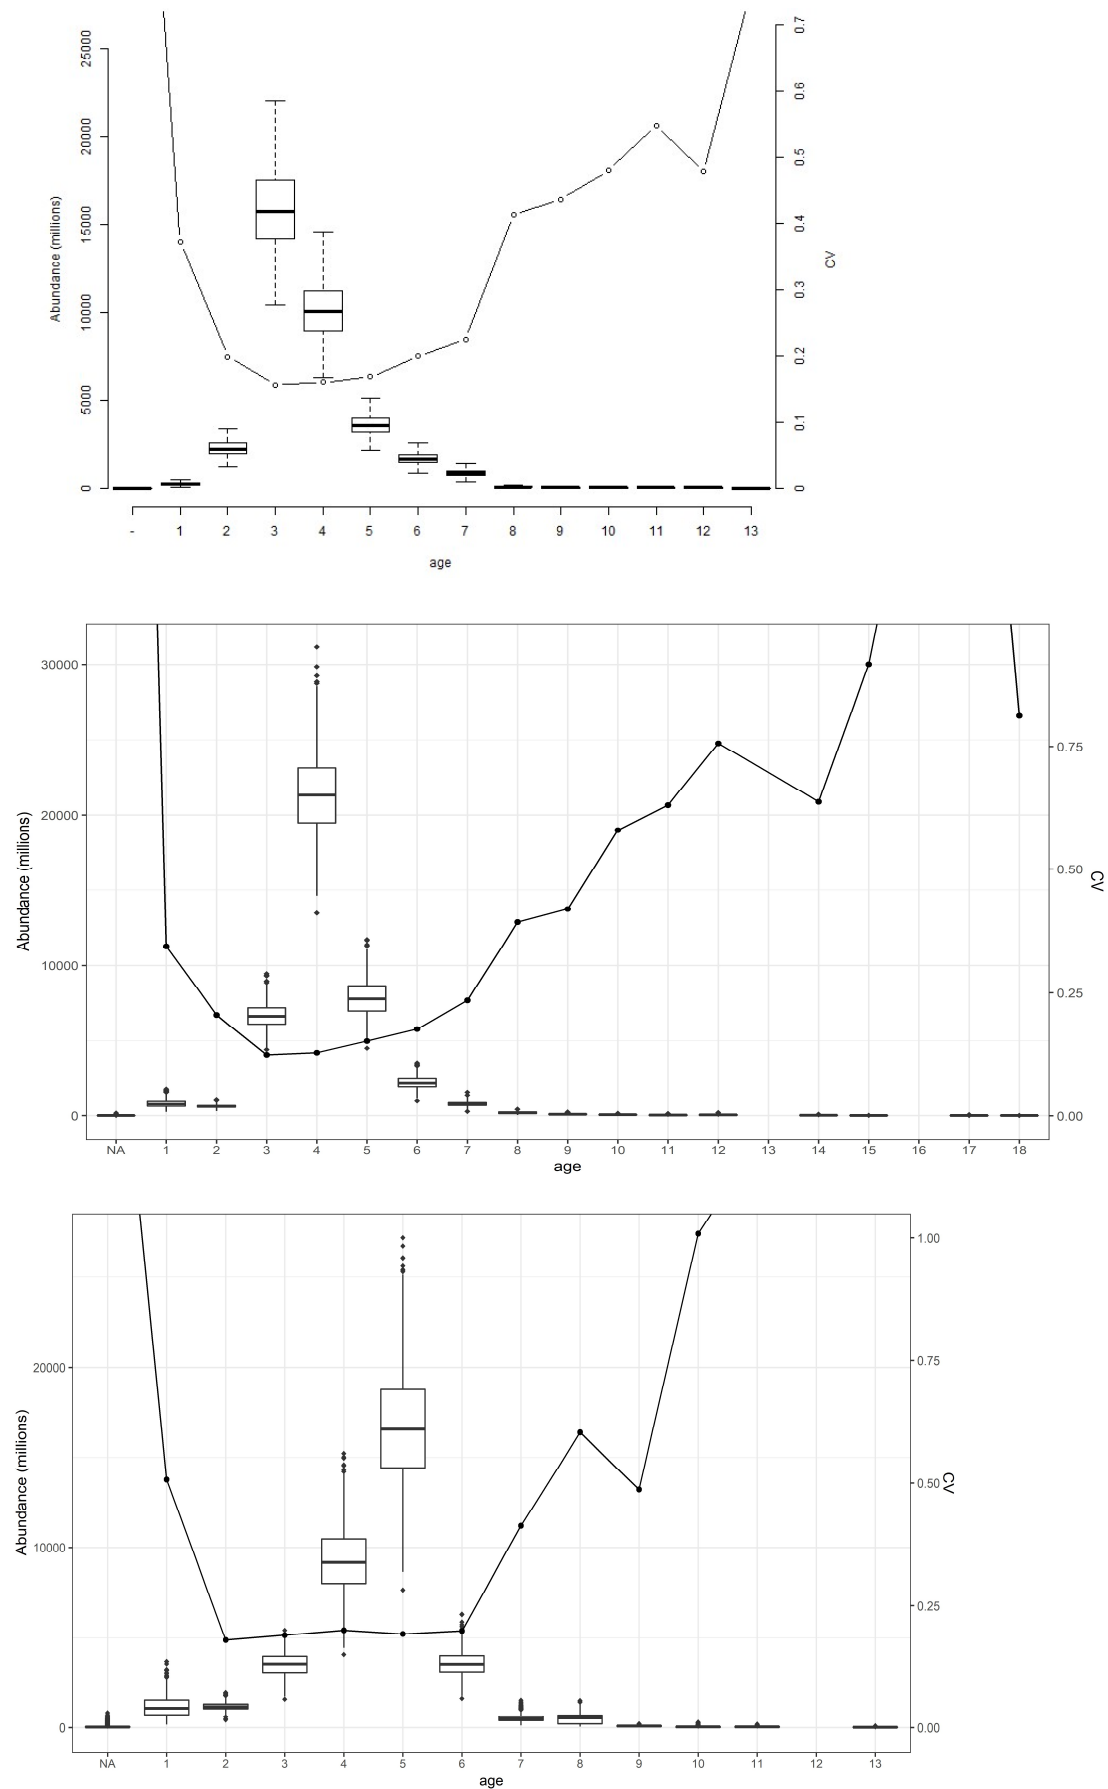 Abundance (millions)
25000
20000
15000
10000
5000
0
0.7
0.6
0.5
0.4
0.3
0.2
0.1
0
CV
- 1 2 3 4 5 6 7 8 9 10 11 12 13
age
Abundance (millions)
30000
20000
10000
0
0.75
0.50
0.25
0.00
CV
NA 1 2 3 4 5 6 7 8 9 10 11 12 13 14 15 16 17 18
age
Abundance (millions)
20000
10000
0
1.00
0.75
0.50
0.25
0.00
CV
NA 1 2 3 4 5 6 7 8 9 10 11 12 13
age